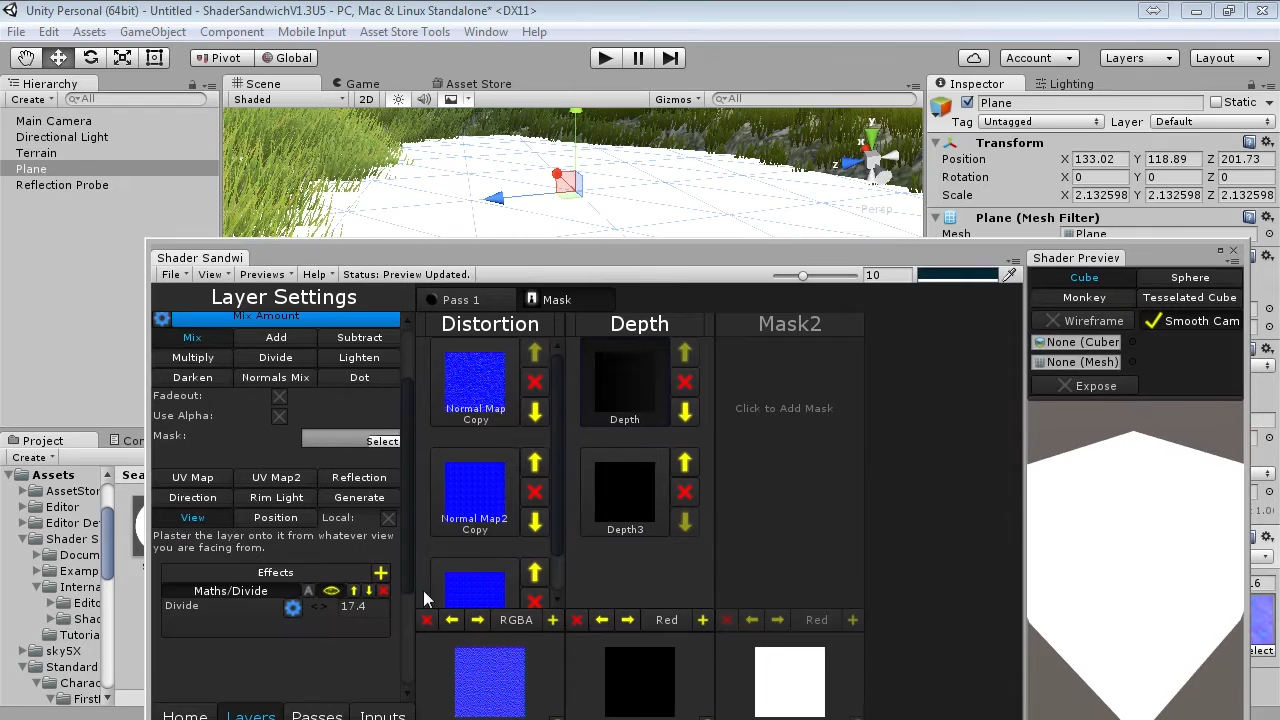 Unity Personal (64bit) - Untitled - ShaderSandwichV1.3U5 - PC, Mac & Linux Standalone* <DX11>
File Edit Assets GameObject Component Mobile Input Asset Store Tools Window Help
Pivot Global Account Layers Layout
Hierarchy Scene Game Asset Store Inspector Lighting
Create All Shaded 2D Gizmos All Plane Static
Main Camera
Directional Light
Terrain
Plane
Reflection Probe
Persp
y
x
z
Tag Untagged Layer Default
Transform
Position X 133.02 Y 118.89 Z 201.73
Rotation X 0 Y 0 Z 0
Scale X 2.132598 Y 2.132598 Z 2.132598
Plane (Mesh Filter)
Mesh Plane
Shader Sandwi
File View Previews Help Status: Preview Updated. 10
Layer Settings
Mix Amount
Mix Add Subtract
Multiply Divide Lighten
Darken Normals Mix Dot
Fadeout:
Use Alpha:
Mask: Select
UV Map UV Map2 Reflection
Direction Rim Light Generate
View Position Local:
Plaster the layer onto it from whatever view
you are facing from.
Effects
Maths/Divide A
Divide <> 17.4
Home Layers Passes Inputs
Pass 1 Mask
Distortion Depth Mask2
Normal Map
Copy
Depth
Click to Add Mask
Normal Map2
Copy
Depth3
RGBA Red Red
Shader Preview
Cube Sphere
Monkey Tesselated Cube
Wireframe Smooth Cam
None (Cuber
None (Mesh)
Expose
Project Con
Create
Assets Sea
AssetStor
Editor
Editor De
Shader S
Docum
Examp
Interna
Edito
Shad
Tutoria
sky5X
Standard
Charac
FirstI